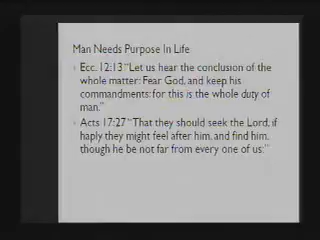 Man Needs Purpose In Life
Ecc. 12:13 "Let us hear the conclusion of the
whole matter: Fear God, and keep his
commandments: for this is the whole duty of
man."
Acts 17:27 "That they should seek the Lord, if
haply they might feel after him, and find him,
though he be not far from every one of us:"